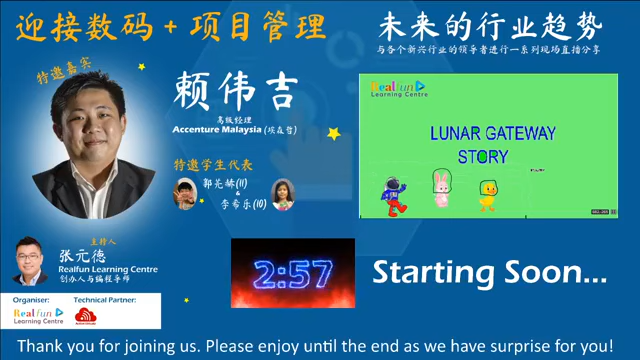 迎接数码 + 项目管理
未来的行业趋势
与各个新兴行业的领导者进行一系列现场直播分享
特邀嘉宾
赖伟吉
高级经理
Accenture Malaysia (埃森哲)
特邀学生代表
郭光赫(11)
&
李希乐(10)
主持人
张元德
Realfun Learning Centre
创办人与编程导师
Organiser:
Technical Partner:
Realfun
Learning Centre
Realfun
Learning Centre
LUNAR GATEWAY
STORY
2:57
Starting Soon...
Thank you for joining us. Please enjoy until the end as we have surprise for you!